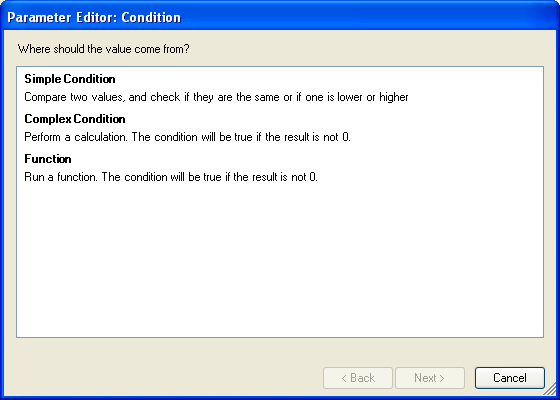 Parameter Editor: Condition
Where should the value come from?
Simple Condition
Compare two values, and check if they are the same or if one is lower or higher
Complex Condition
Perform a calculation. The condition will be true if the result is not 0.
Function
Run a function. The condition will be true if the result is not 0.
< Back Next > Cancel